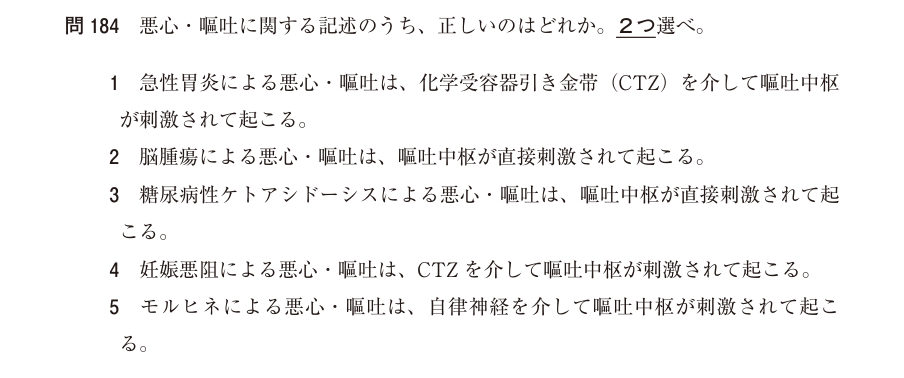 問 184 悪心・嘔吐に関する記述のうち、正しいのはどれか。２つ選べ。
1 急性胃炎による悪心・嘔吐は、化学受容器引き金帯（CTZ）を介して嘔吐中枢
が刺激されて起こる。
2 脳腫瘍による悪心・嘔吐は、嘔吐中枢が直接刺激されて起こる。
3 糖尿病性ケトアシドーシスによる悪心・嘔吐は、嘔吐中枢が直接刺激されて起
こる。
4 妊娠悪阻による悪心・嘔吐は、CTZ を介して嘔吐中枢が刺激されて起こる。
5 モルヒネによる悪心・嘔吐は、自律神経を介して嘔吐中枢が刺激されて起こ
る。